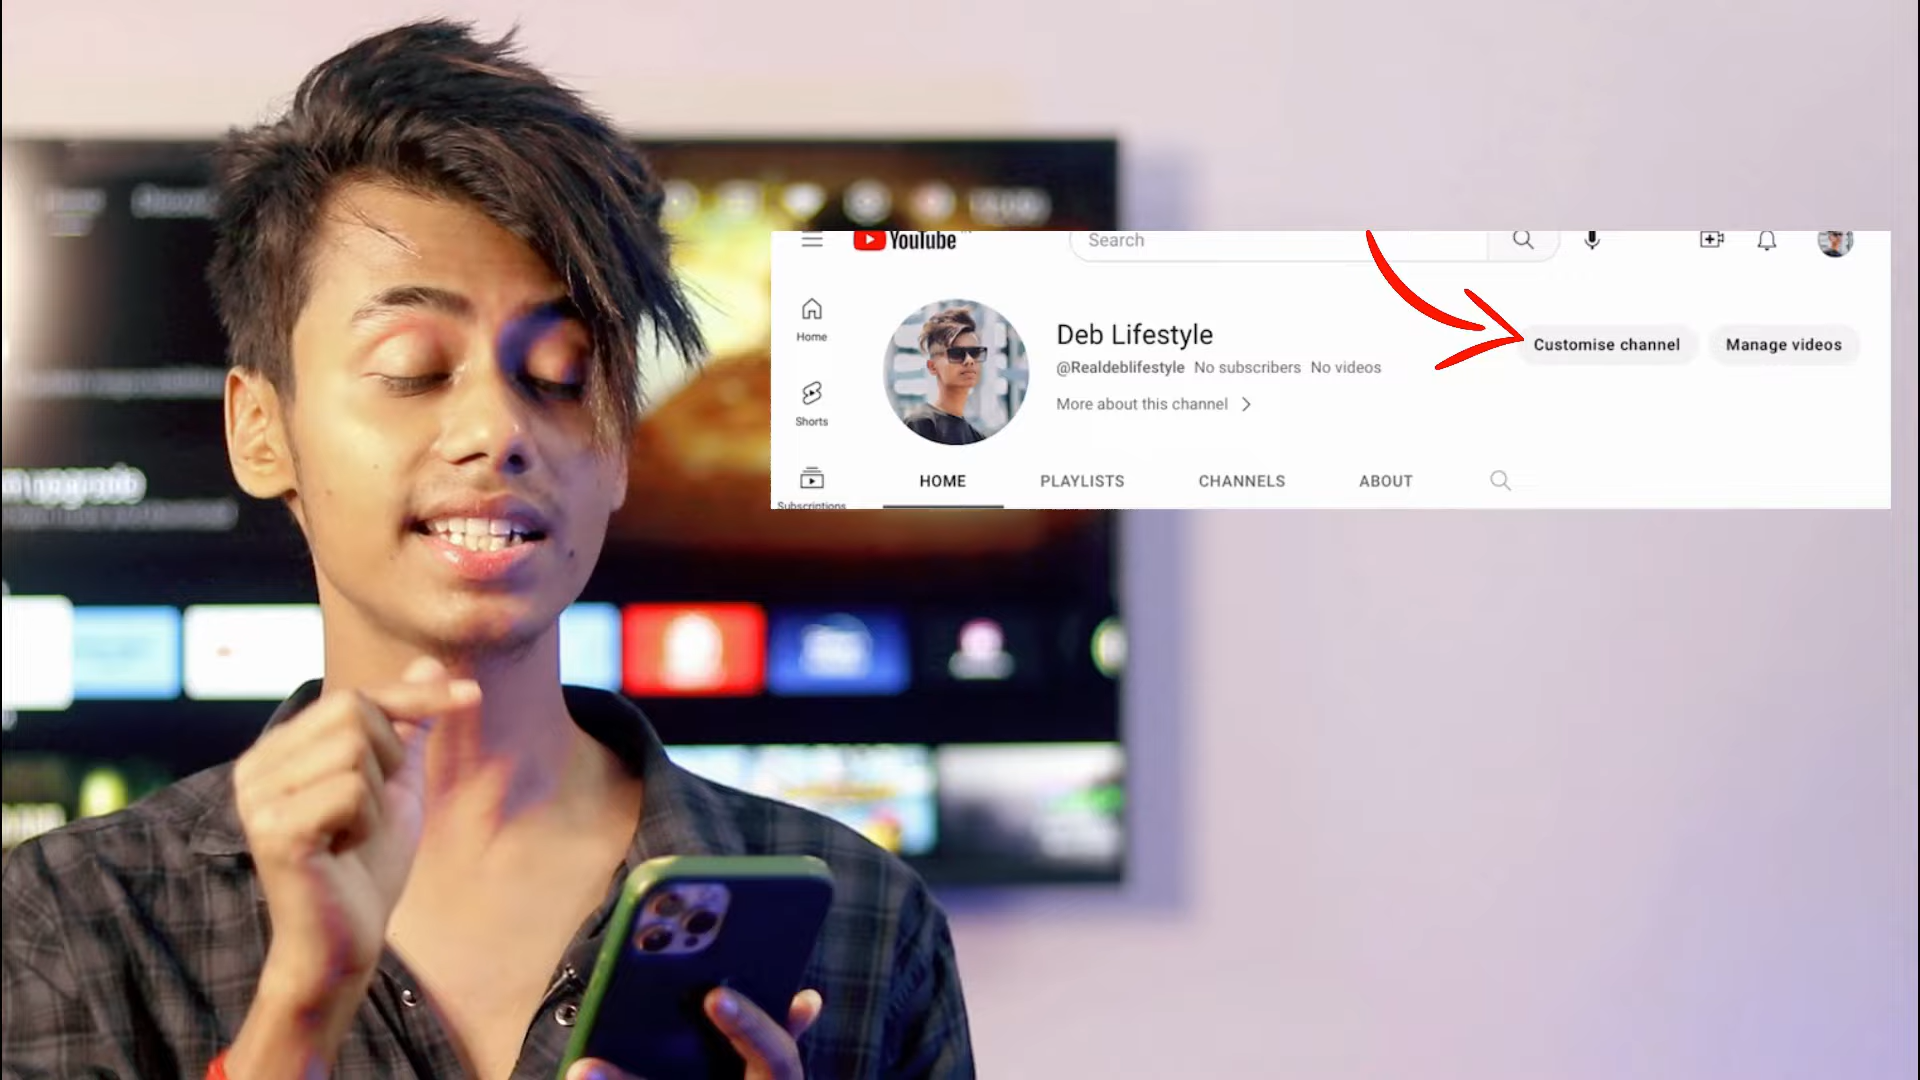 YouTube
Search
Home
Shorts
Subscriptions
Deb Lifestyle
@Realdeblifestyle No subscribers No videos
More about this channel
Customise channel
Manage videos
HOME
PLAYLISTS
CHANNELS
ABOUT